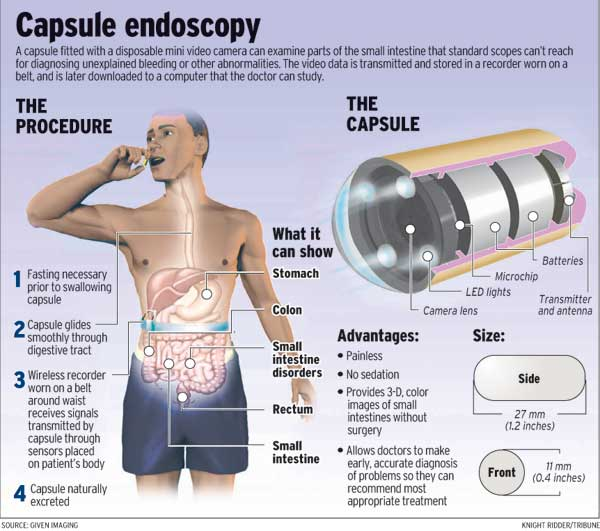 Capsule endoscopy
A capsule fitted with a disposable mini video camera can examine parts of the small intestine that standard scopes can't reach
for diagnosing unexplained bleeding or other abnormalities. The video data is transmitted and stored in a recorder worn on a
belt, and is later downloaded to a computer that the doctor can study.
THE
PROCEDURE
1 Fasting necessary
prior to swallowing
capsule
2 Capsule glides
smoothly through
digestive tract
3 Wireless recorder
worn on a belt
around waist
receives signals
transmitted by
capsule through
sensors placed
on patient's body
4 Capsule naturally
excreted
What it
can show
Stomach
Colon
Small
intestine
disorders
Rectum
Small
intestine
THE
CAPSULE
Batteries
Microchip
LED lights
Camera lens
Transmitter
and antenna
Advantages:
• Painless
• No sedation
• Provides 3-D, color
images of small
intestines without
surgery
• Allows doctors to make
early, accurate diagnosis
of problems so they can
recommend most
appropriate treatment
Size:
Side
27 mm
(1.2 inches)
Front
11 mm
(0.4 inches)
SOURCE: GIVEN IMAGING
KNIGHT RIDDER/TRIBUNE